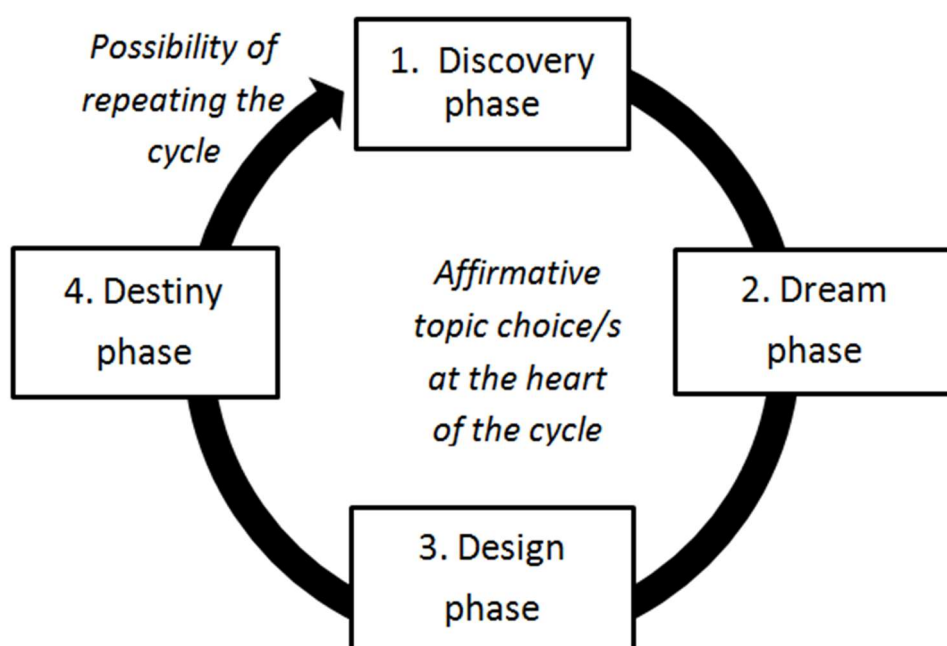 Possibility of
repeating the
cycle
1. Discovery
phase
2. Dream
phase
Affirmative
topic choice/s
at the heart
of the cycle
3. Design
phase
4. Destiny
phase